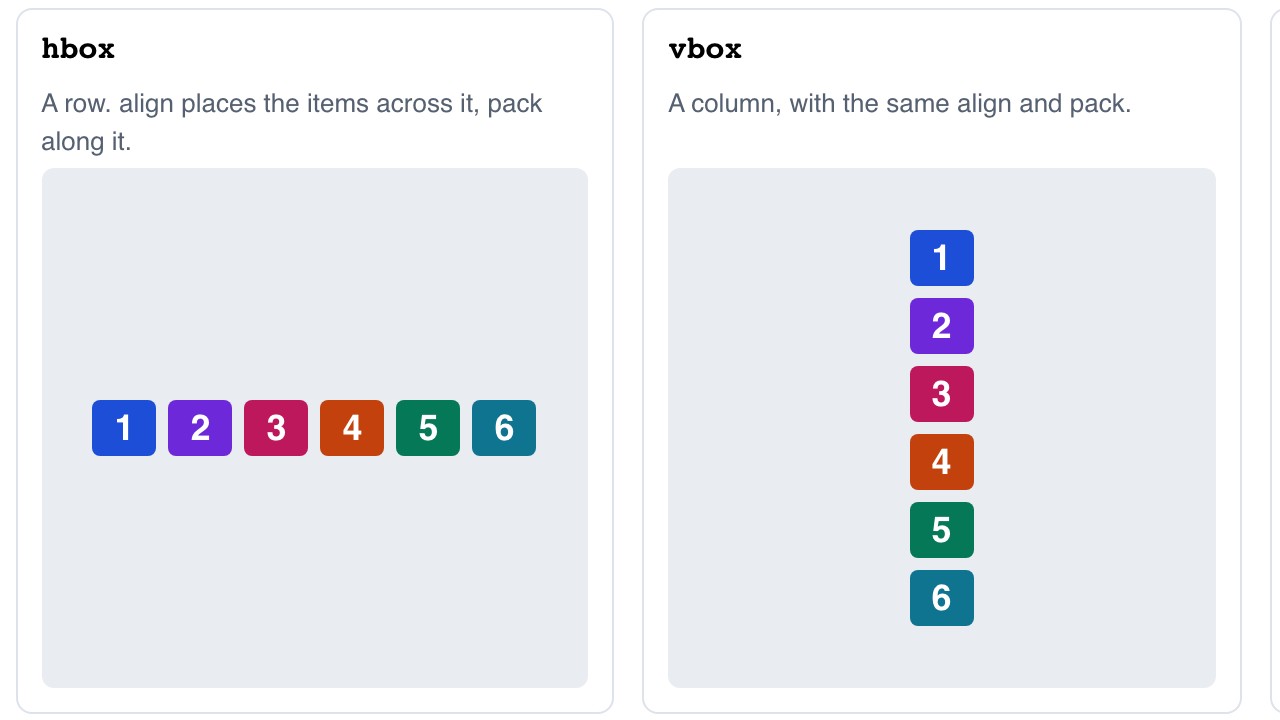 hbox
A row. align places the items across it, pack
along it.
1 2 3 4 5 6
vbox
A column, with the same align and pack.
1
2
3
4
5
6